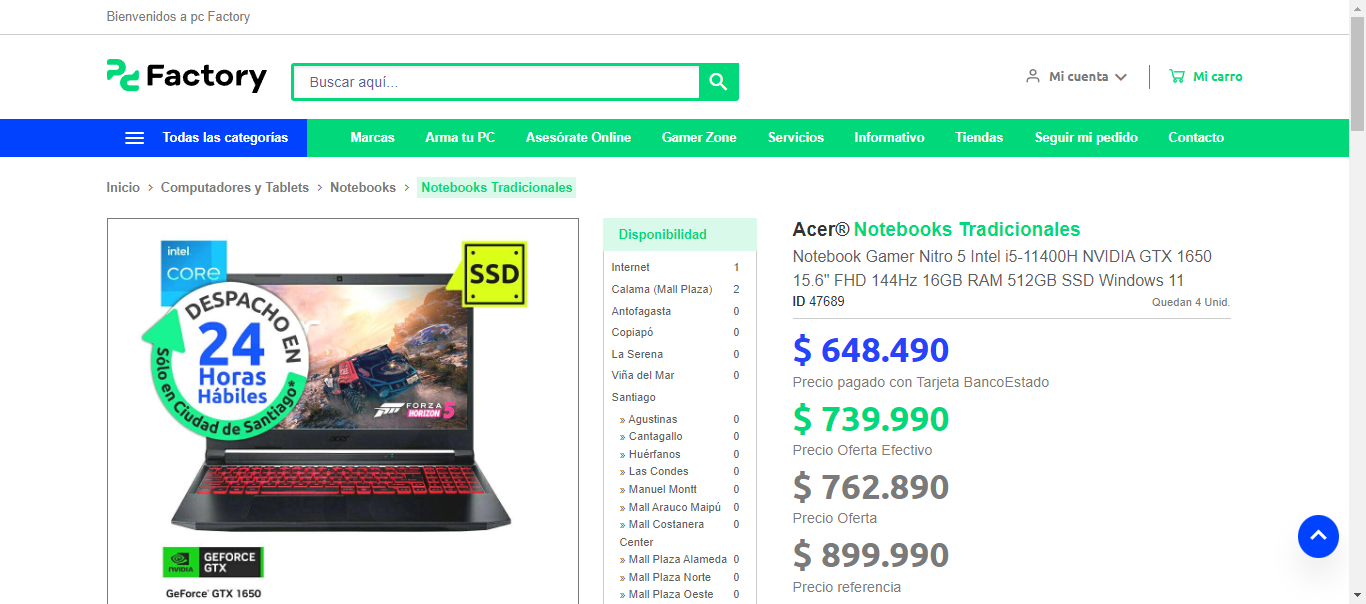 Bienvenidos a pc Factory
Factory
Buscar aquí...
Mi cuenta
Mi carro
Todas las categorías
Marcas
Arma tu PC
Asesórate Online
Gamer Zone
Servicios
Informativo
Tiendas
Seguir mi pedido
Contacto
Inicio > Computadores y Tablets > Notebooks > Notebooks Tradicionales
intel
CORE
SSD
DESPACHO EN
24
Horas
Hábiles
Sólo en Ciudad de Santiago*
FORZA
HORIZON 5
acer
NVIDIA
GEFORCE
GTX
GeForce® GTX 1650
Disponibilidad
Internet 1
Calama (Mall Plaza) 2
Antofagasta 0
Copiapó 0
La Serena 0
Viña del Mar 0
Santiago
» Agustinas 0
» Cantagallo 0
» Huérfanos 0
» Las Condes 0
» Manuel Montt 0
» Mall Arauco Maipú 0
» Mall Costanera 0
Center
» Mall Plaza Alameda 0
» Mall Plaza Norte 0
» Mall Plaza Oeste 0
Acer® Notebooks Tradicionales
Notebook Gamer Nitro 5 Intel i5-11400H NVIDIA GTX 1650
15.6" FHD 144Hz 16GB RAM 512GB SSD Windows 11
ID 47689
Quedan 4 Unid.
$ 648.490
Precio pagado con Tarjeta BancoEstado
$ 739.990
Precio Oferta Efectivo
$ 762.890
Precio Oferta
$ 899.990
Precio referencia